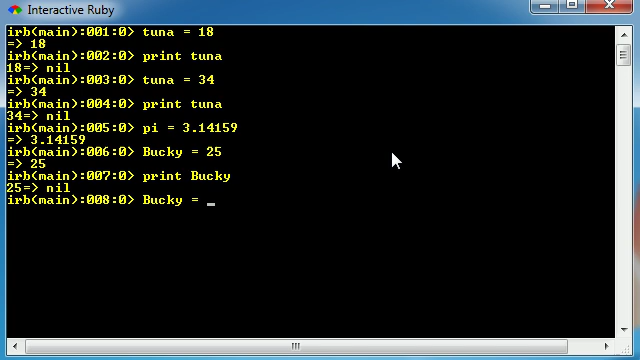 Interactive Ruby
irb(main):001:0> tuna = 18
=> 18
irb(main):002:0> print tuna
18=> nil
irb(main):003:0> tuna = 34
=> 34
irb(main):004:0> print tuna
34=> nil
irb(main):005:0> pi = 3.14159
=> 3.14159
irb(main):006:0> Bucky = 25
=> 25
irb(main):007:0> print Bucky
25=> nil
irb(main):008:0> Bucky = _